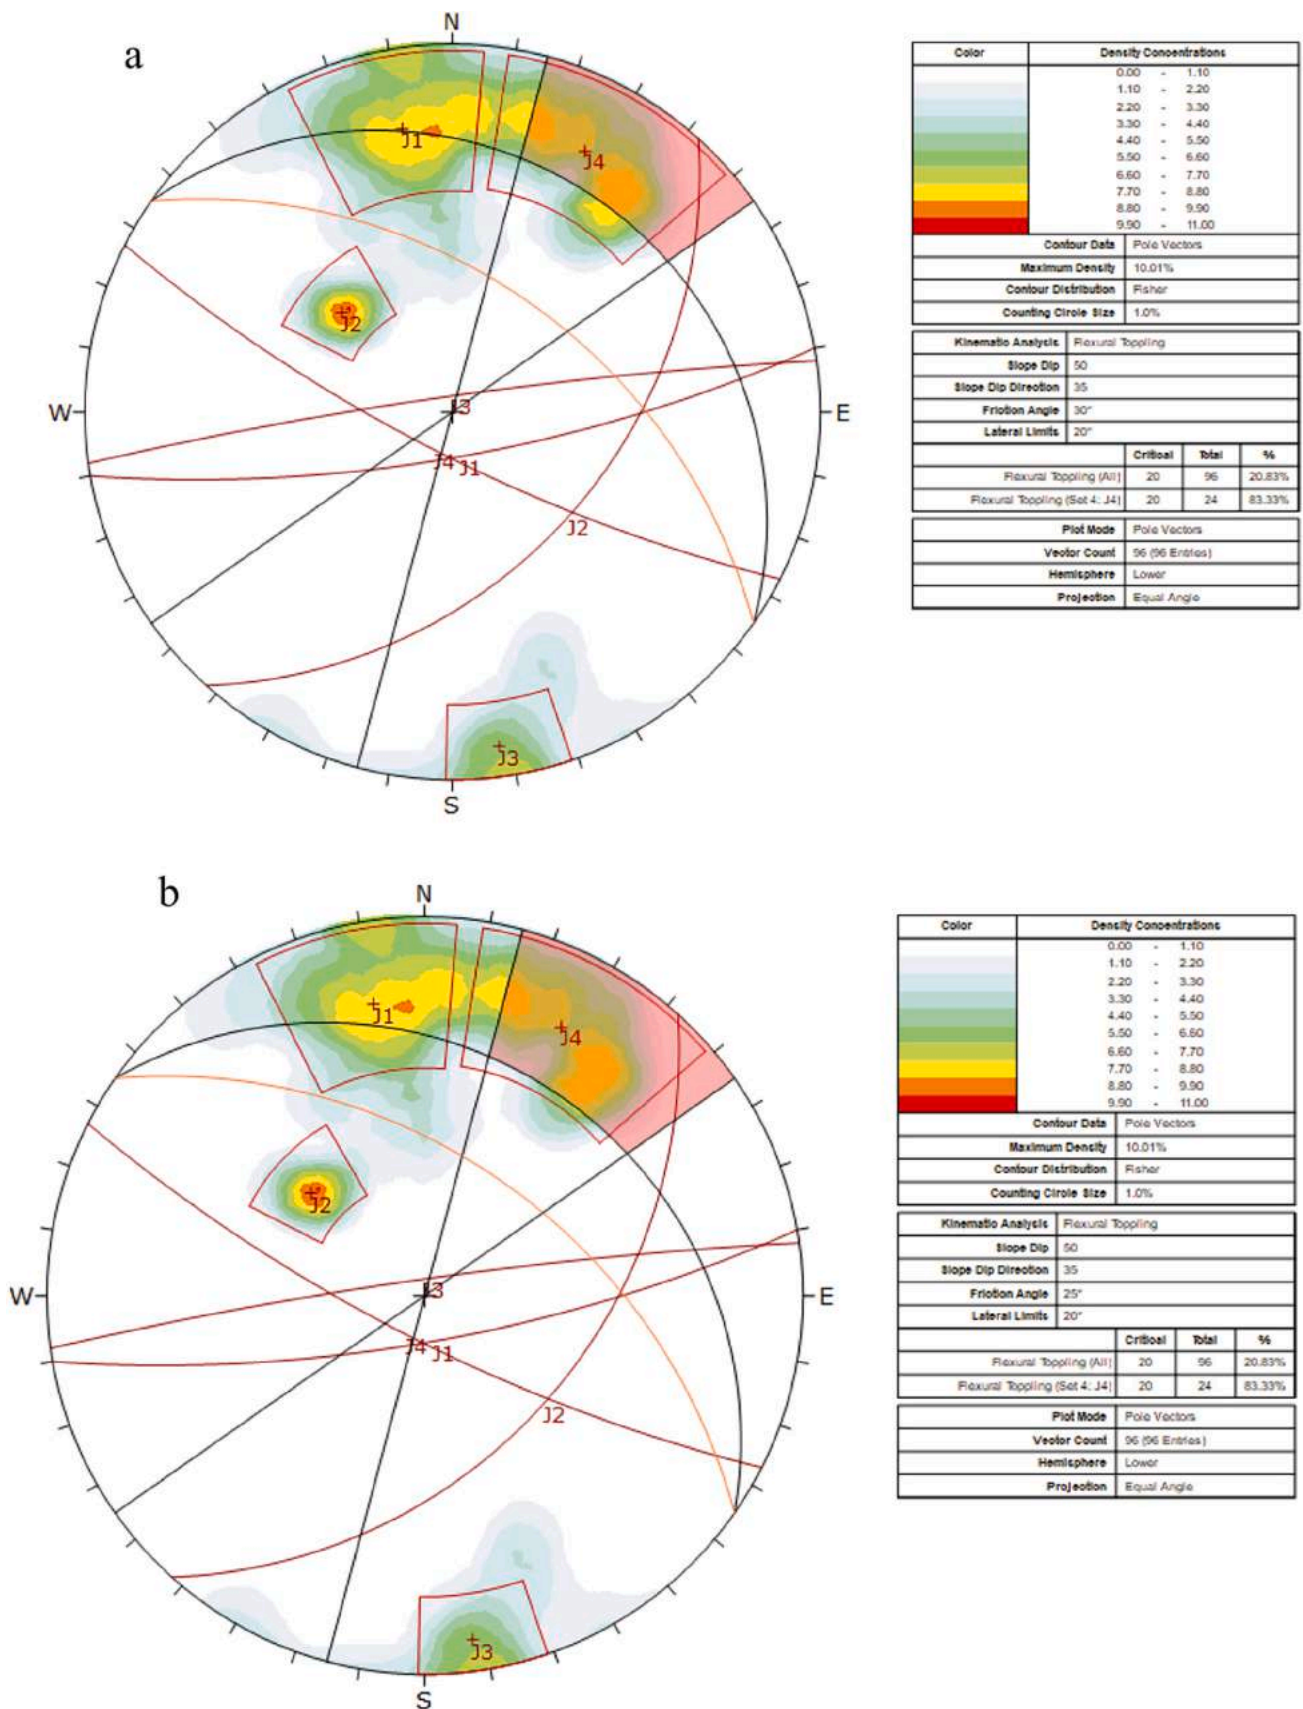 a
N
J1
J4
J2
W
J3
E
J4 J1
J2
J3
S
Color Density Concentrations
0.00 - 1.10
1.10 - 2.20
2.20 - 3.30
3.30 - 4.40
4.40 - 5.50
5.50 - 6.60
6.60 - 7.70
7.70 - 8.80
8.80 - 9.90
9.90 - 11.00
Contour Data Pole Vectors
Maximum Density 10.01%
Contour Distribution Fisher
Counting Circle Size 1.0%
Kinematic Analysis Flexural Toppling
Slope Dip 50
Slope Dip Direction 35
Friction Angle 30°
Lateral Limits 20°
Critical Total %
Flexural Toppling (All) 20 96 20.83%
Flexural Toppling (Set 4: J4) 20 24 83.33%
Plot Mode Pole Vectors
Vector Count 96 (96 Entries)
Hemisphere Lower
Projection Equal Angle
b
N
J1
J4
J2
W
J3
E
J4 J1
J2
J3
S
Color Density Concentrations
0.00 - 1.10
1.10 - 2.20
2.20 - 3.30
3.30 - 4.40
4.40 - 5.50
5.50 - 6.60
6.60 - 7.70
7.70 - 8.80
8.80 - 9.90
9.90 - 11.00
Contour Data Pole Vectors
Maximum Density 10.01%
Contour Distribution Fisher
Counting Circle Size 1.0%
Kinematic Analysis Flexural Toppling
Slope Dip 50
Slope Dip Direction 35
Friction Angle 25°
Lateral Limits 20°
Critical Total %
Flexural Toppling (All) 20 96 20.83%
Flexural Toppling (Set 4: J4) 20 24 83.33%
Plot Mode Pole Vectors
Vector Count 96 (96 Entries)
Hemisphere Lower
Projection Equal Angle